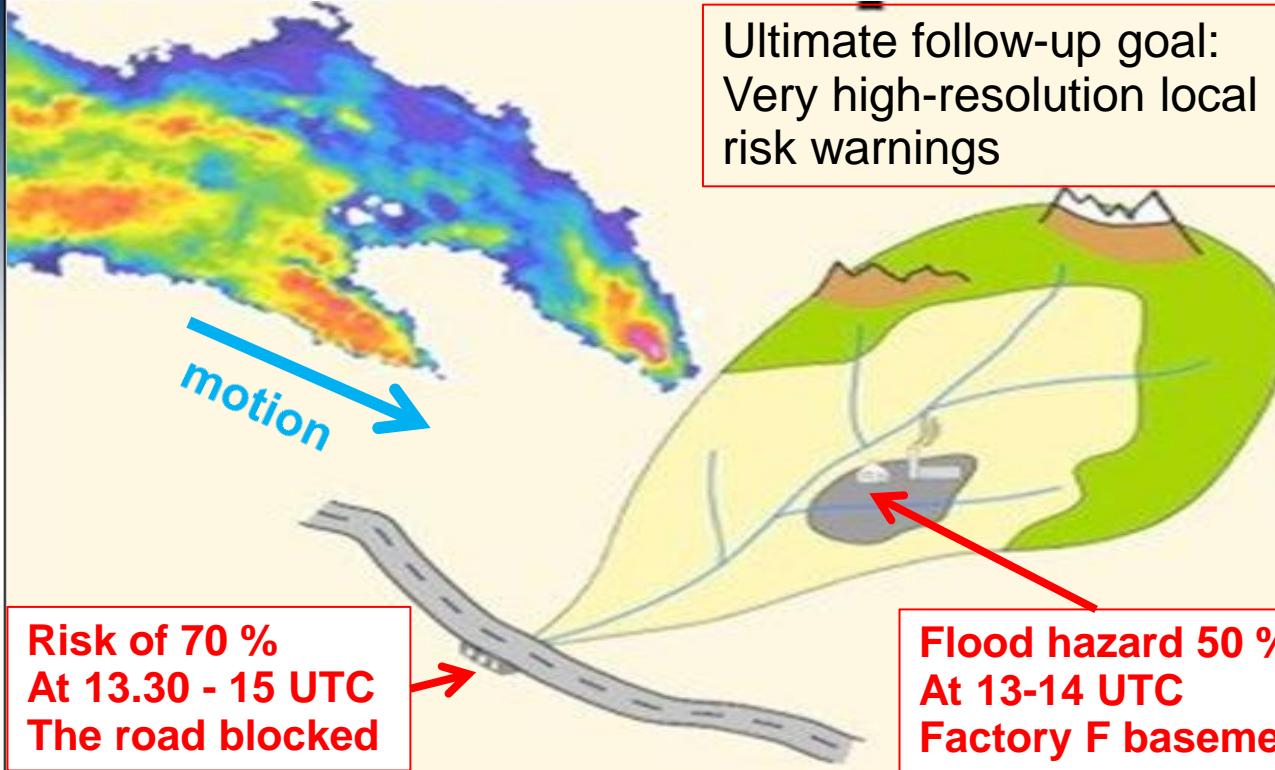 Ultimate follow-up goal:
Very high-resolution local
risk warnings
motion
Risk of 70 %
At 13.30 - 15 UTC
The road blocked
Flood hazard 50 %
At 13-14 UTC
Factory F baseme